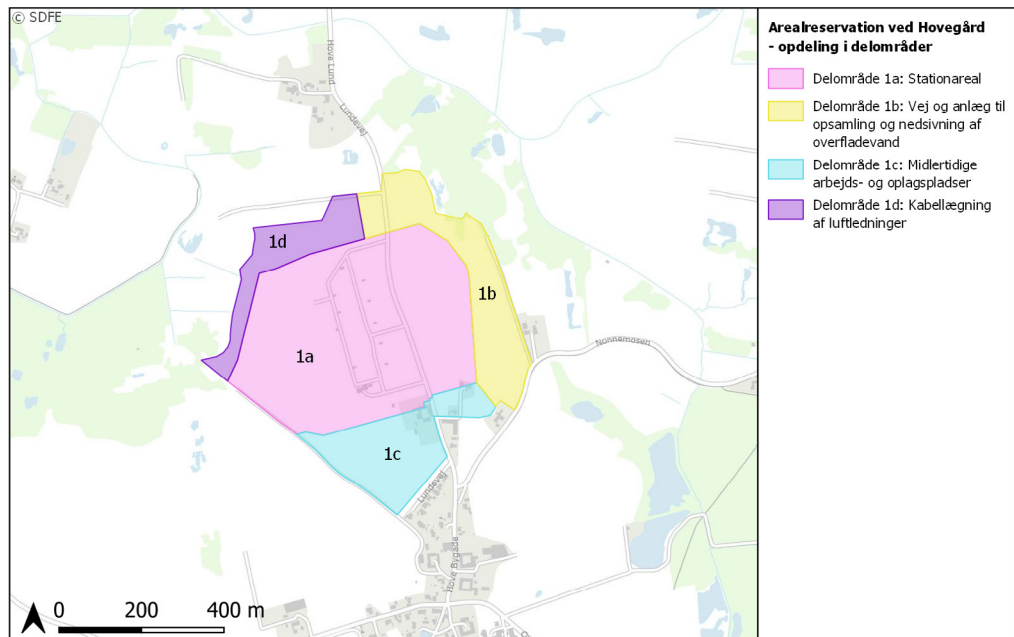 © SDFE
Arealreservation ved Hovegård
- opdeling i delområder
Delområde 1a: Stationareal
Delområde 1b: Vej og anlæg til
opsamling og nedsivning af
overfladevand
Delområde 1c: Midlertidige
arbejds- og oplagspladser
Delområde 1d: Kabellægning
af luftledninger
Hove Lund
Lundevej
1d
1b
1a
Nonnemosen
1c
Lundevej
Hove Bygade
0 200 400 m